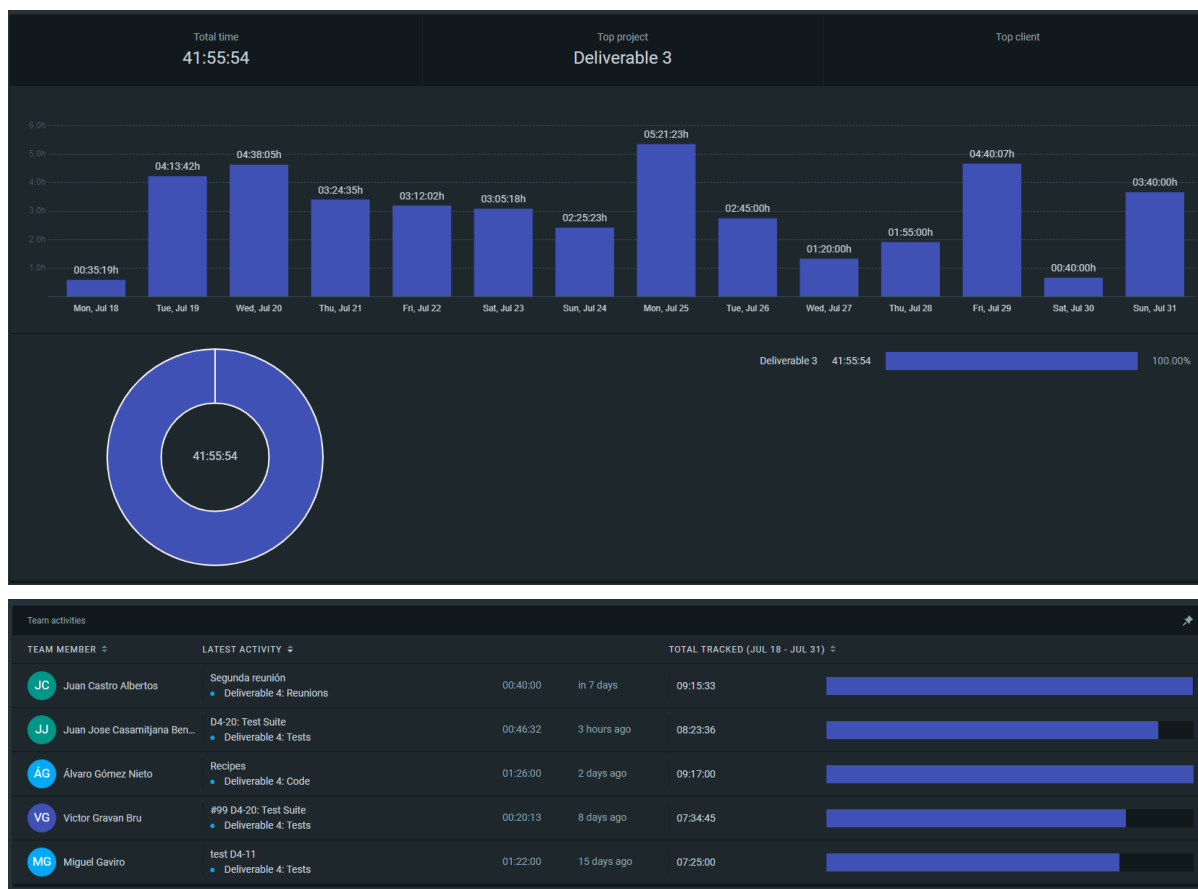 Total time
41:55:54
Top project
Deliverable 3
Top client
6.0h
5.0h
4.0h
3.0h
2.0h
1.0h
00:35:19h
04:13:42h
04:38:05h
03:24:35h
03:12:02h
03:05:18h
02:25:23h
05:21:23h
02:45:00h
01:20:00h
01:55:00h
04:40:07h
00:40:00h
03:40:00h
Mon, Jul 18
Tue, Jul 19
Wed, Jul 20
Thu, Jul 21
Fri, Jul 22
Sat, Jul 23
Sun, Jul 24
Mon, Jul 25
Tue, Jul 26
Wed, Jul 27
Thu, Jul 28
Fri, Jul 29
Sat, Jul 30
Sun, Jul 31
41:55:54
Deliverable 3 41:55:54 100.00%
Team activities
TEAM MEMBER LATEST ACTIVITY TOTAL TRACKED (JUL 18 - JUL 31)
JC Juan Castro Albertos
Segunda reunión
Deliverable 4: Reunions
00:40:00 in 7 days 09:15:33
JJ Juan Jose Casamitjana Ben...
D4-20: Test Suite
Deliverable 4: Tests
00:46:32 3 hours ago 08:23:36
ÁG Álvaro Gómez Nieto
Recipes
Deliverable 4: Code
01:26:00 2 days ago 09:17:00
VG Victor Gravan Bru
#99 D4-20: Test Suite
Deliverable 4: Tests
00:20:13 8 days ago 07:34:45
MG Miguel Gaviro
test D4-11
Deliverable 4: Tests
01:22:00 15 days ago 07:25:00